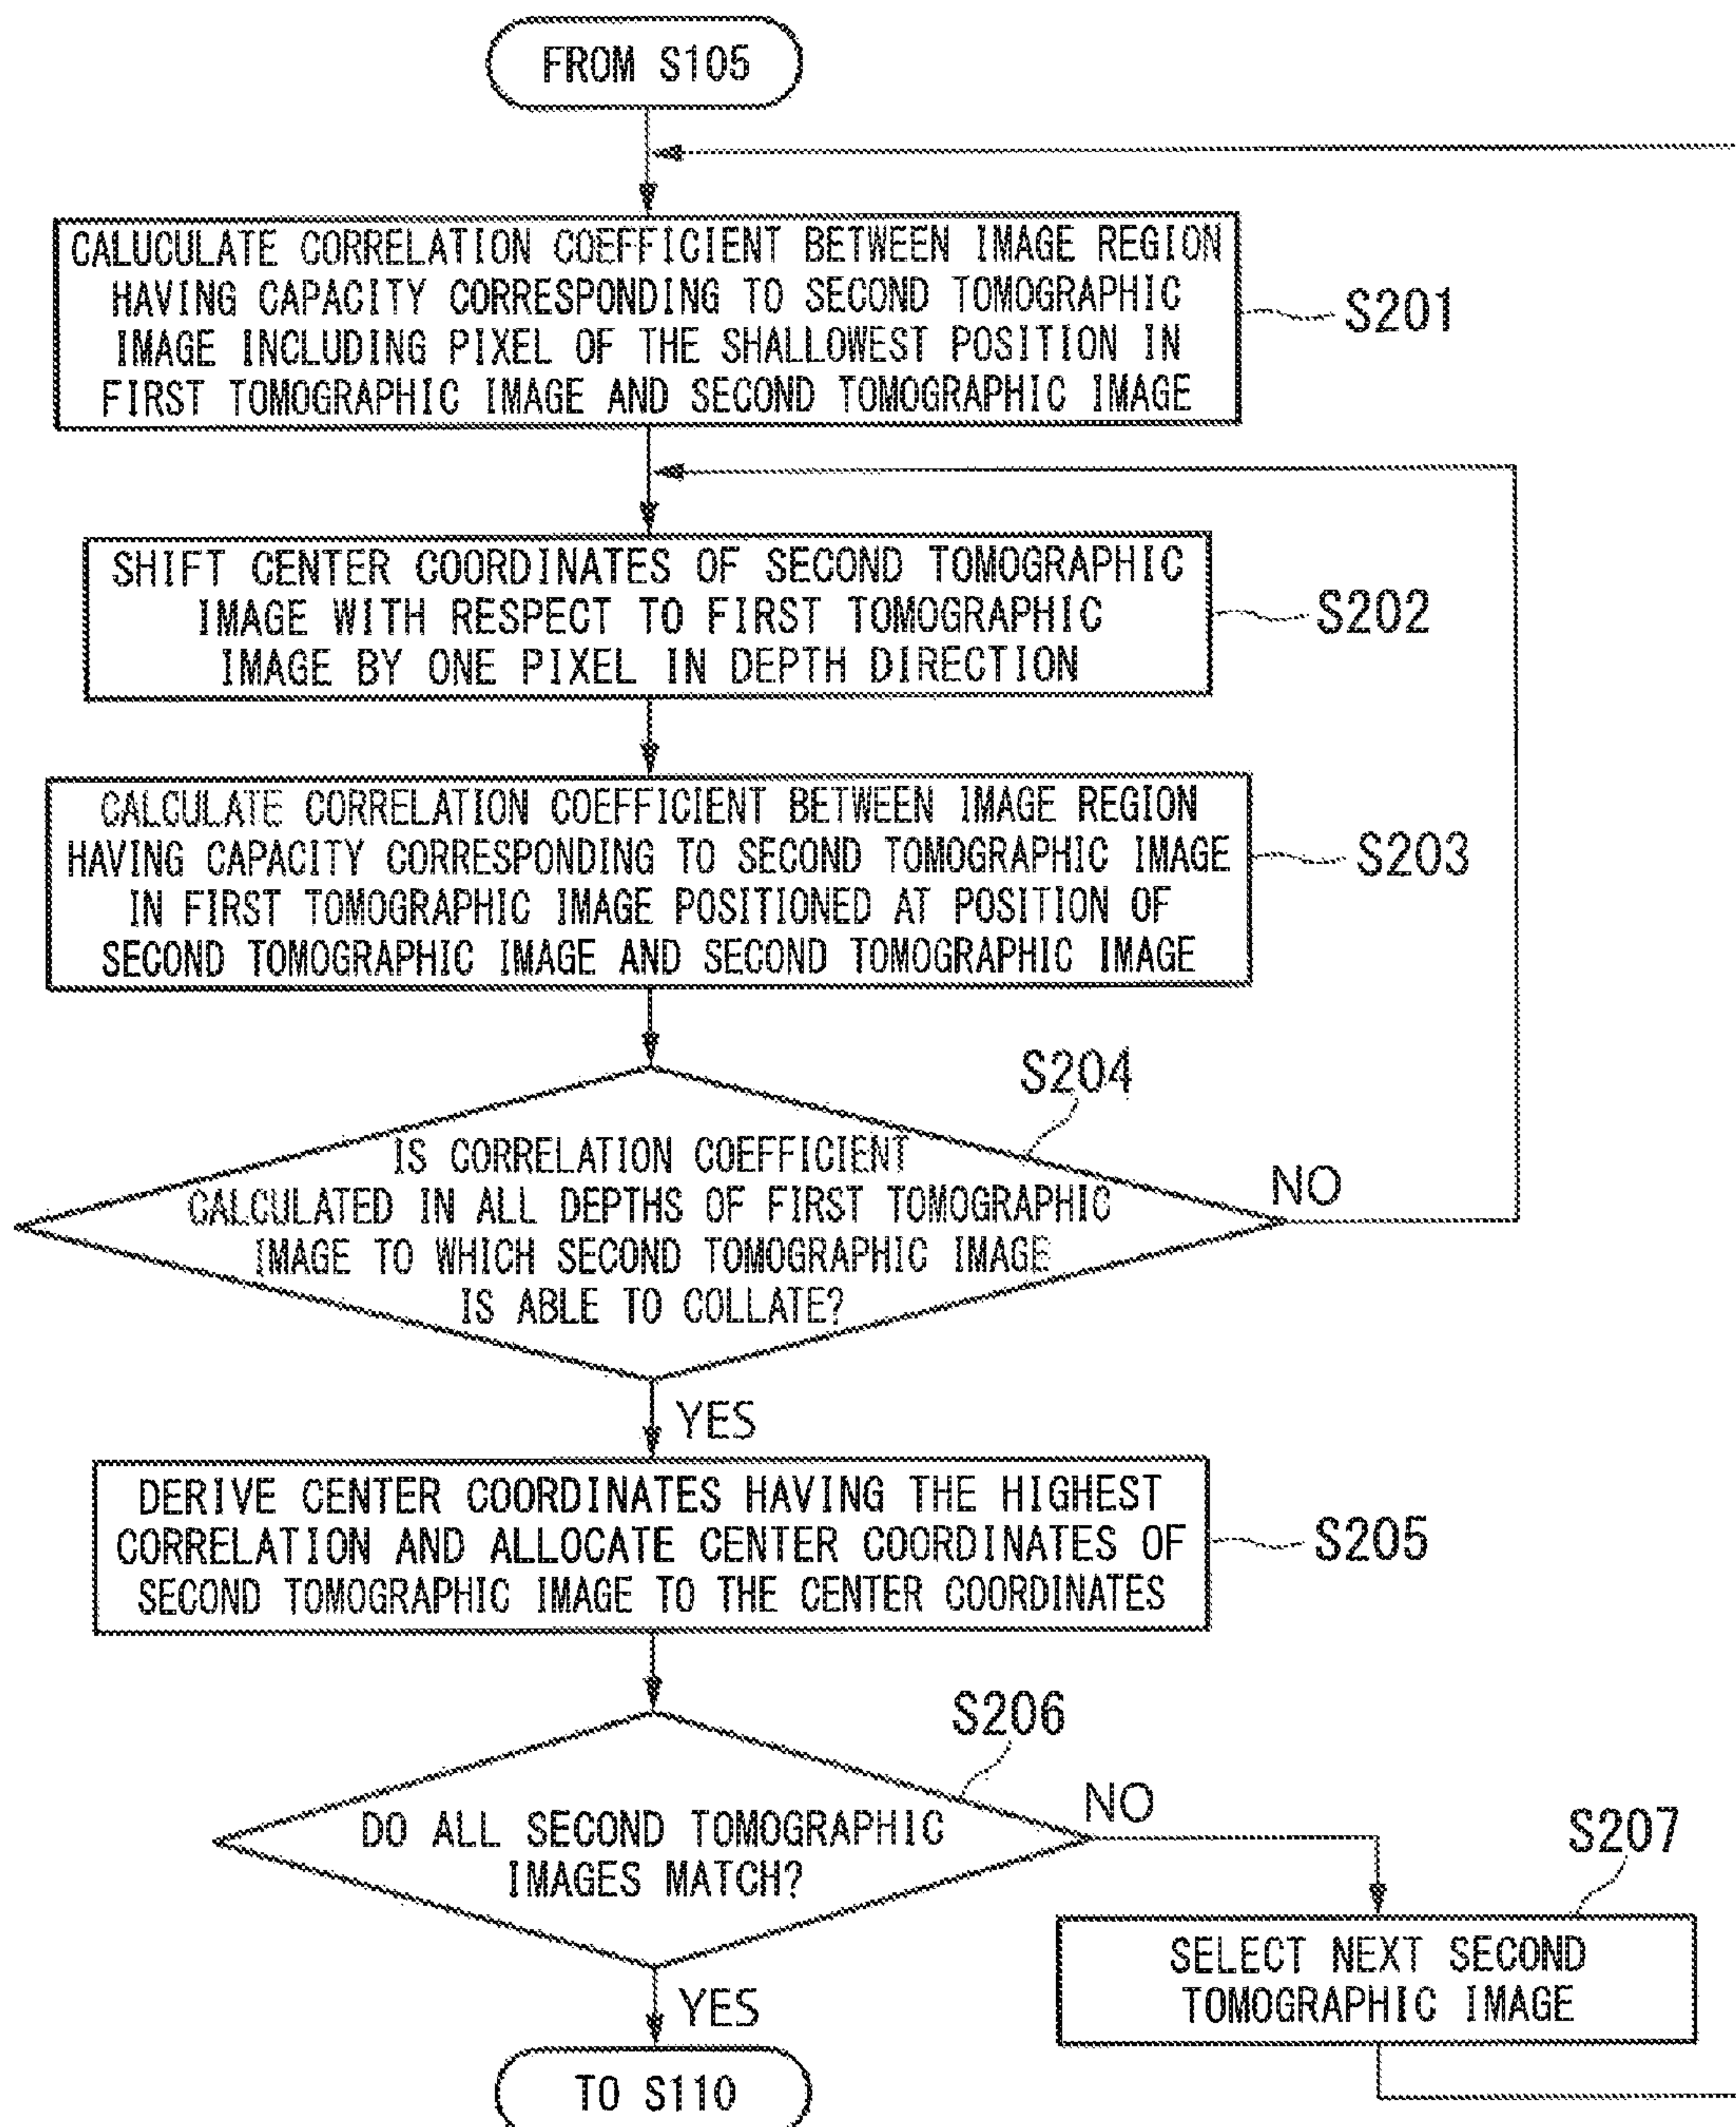 FROM S105
CALUCULATE CORRELATION COEFFICIENT BETWEEN IMAGE REGION
HAVING CAPACITY CORRESPONDING TO SECOND TOMOGRAPHIC
IMAGE INCLUDING PIXEL OF THE SHALLOWEST POSITION IN
FIRST TOMOGRAPHIC IMAGE AND SECOND TOMOGRAPHIC IMAGE
S201
SHIFT CENTER COORDINATES OF SECOND TOMOGRAPHIC
IMAGE WITH RESPECT TO FIRST TOMOGRAPHIC
IMAGE BY ONE PIXEL IN DEPTH DIRECTION
S202
CALCULATE CORRELATION COEFFICIENT BETWEEN IMAGE REGION
HAVING CAPACITY CORRESPONDING TO SECOND TOMOGRAPHIC IMAGE
IN FIRST TOMOGRAPHIC IMAGE POSITIONED AT POSITION OF
SECOND TOMOGRAPHIC IMAGE AND SECOND TOMOGRAPHIC IMAGE
S203
S204
IS CORRELATION COEFFICIENT
CALCULATED IN ALL DEPTHS OF FIRST TOMOGRAPHIC
IMAGE TO WHICH SECOND TOMOGRAPHIC IMAGE
IS ABLE TO COLLATE?
NO
YES
DERIVE CENTER COORDINATES HAVING THE HIGHEST
CORRELATION AND ALLOCATE CENTER COORDINATES OF
SECOND TOMOGRAPHIC IMAGE TO THE CENTER COORDINATES
S205
S206
DO ALL SECOND TOMOGRAPHIC
IMAGES MATCH?
NO
S207
SELECT NEXT SECOND
TOMOGRAPHIC IMAGE
YES
TO S110